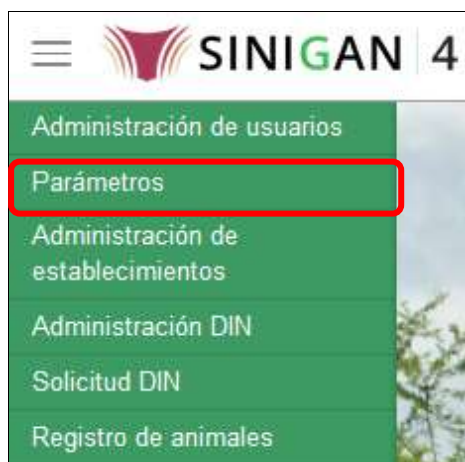 SINIGAN 4
Administración de usuarios
Parámetros
Administración de
establecimientos
Administración DIN
Solicitud DIN
Registro de animales